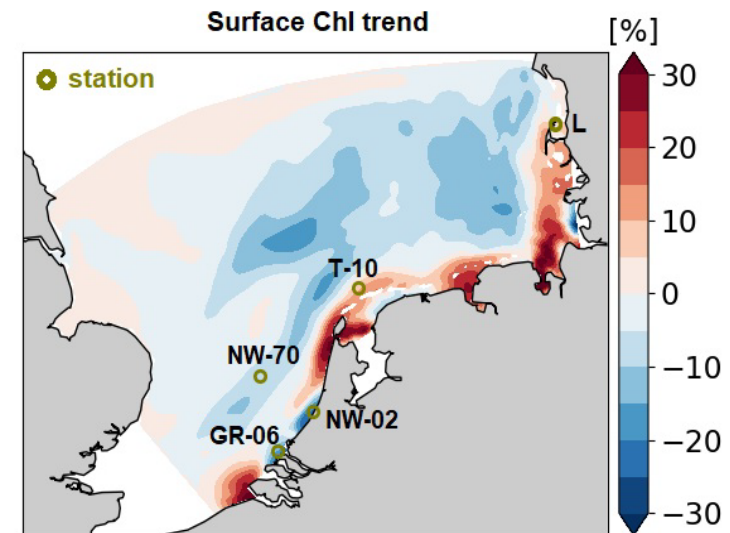 Surface Chl trend
[%]
station
30
L
20
10
T-10
0
NW-70
−10
NW-02
GR-06
−20
−30